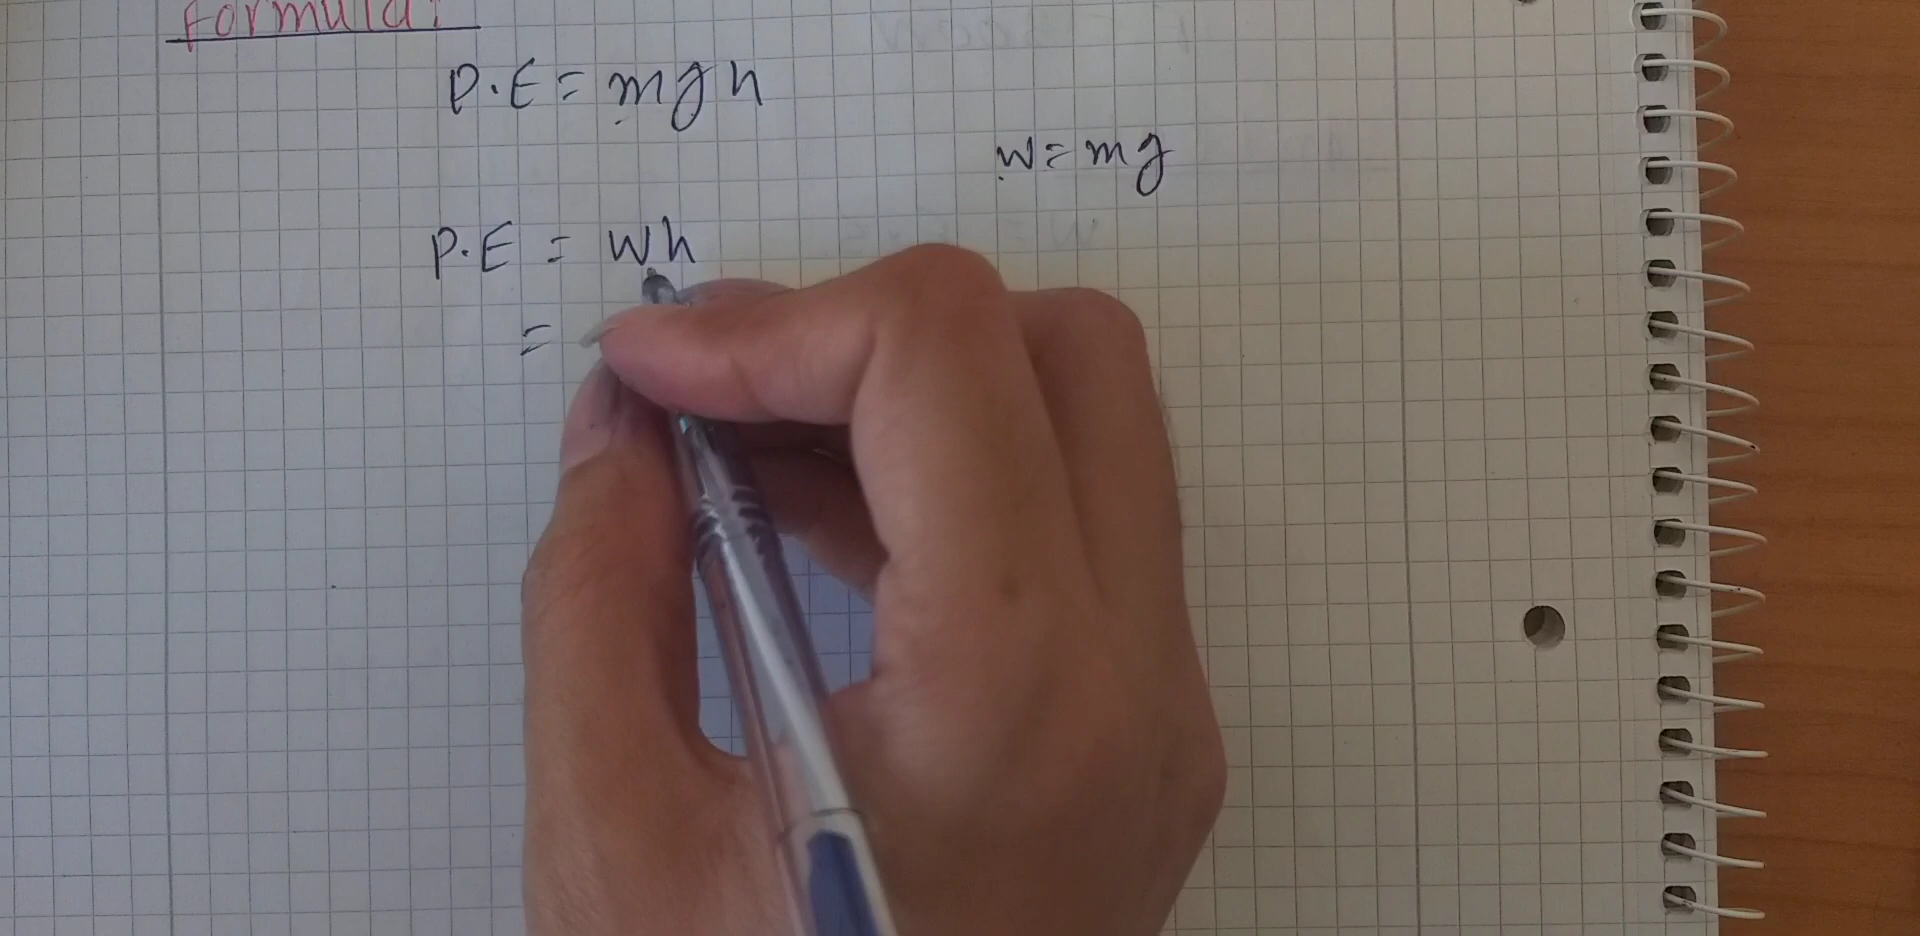 Formula:
P.E = mgh
W = mg
P.E = Wh
=